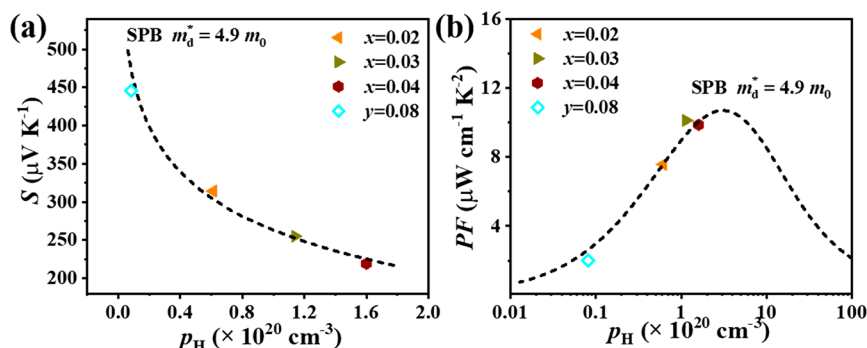 (a)
SPB m*d = 4.9 m0
x=0.02
x=0.03
x=0.04
y=0.08
500
450
400
350
300
250
200
S (μV K-1)
0.0 0.4 0.8 1.2 1.6 2.0
pH (× 10^20 cm-3)
(b)
x=0.02
x=0.03
x=0.04
y=0.08
SPB m*d = 4.9 m0
16
12
8
4
PF (μW cm-1 K-2)
0.01 0.1 1 10 100
pH (× 10^20 cm-3)